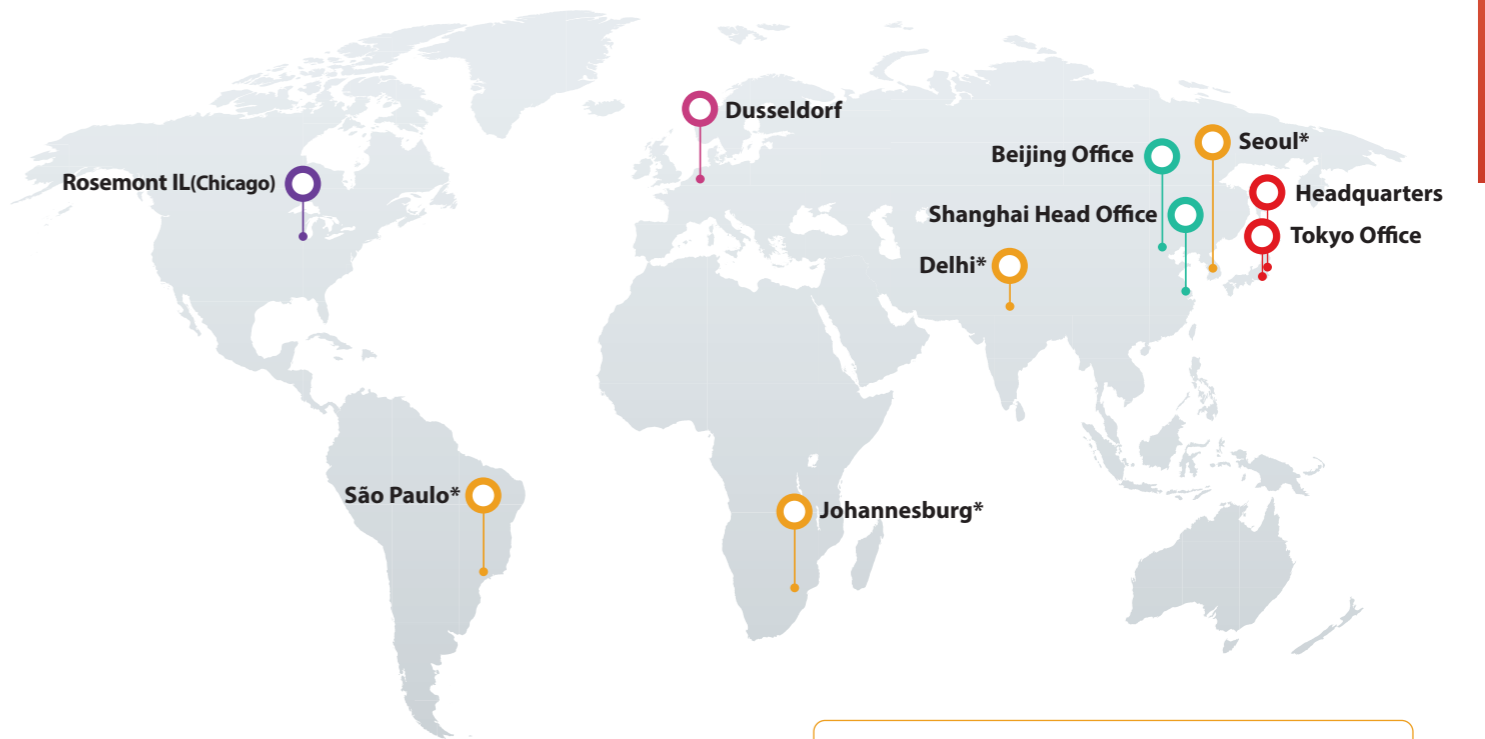 Dusseldorf
Seoul*
Beijing Office
Rosemont IL(Chicago)
Headquarters
Shanghai Head Office
Tokyo Office
Delhi*
São Paulo*
Johannesburg*